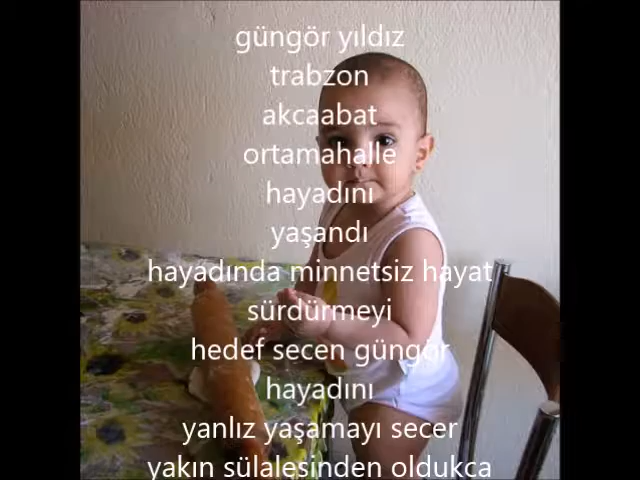 güngör yıldız
trabzon
akcaabat
ortamahalle
hayadını
yaşandı
hayadında minnetsiz hayat
sürdürmeyi
hedef secen güngör
hayadını
yanlız yaşamayı secer
yakın sülalesinden oldukca